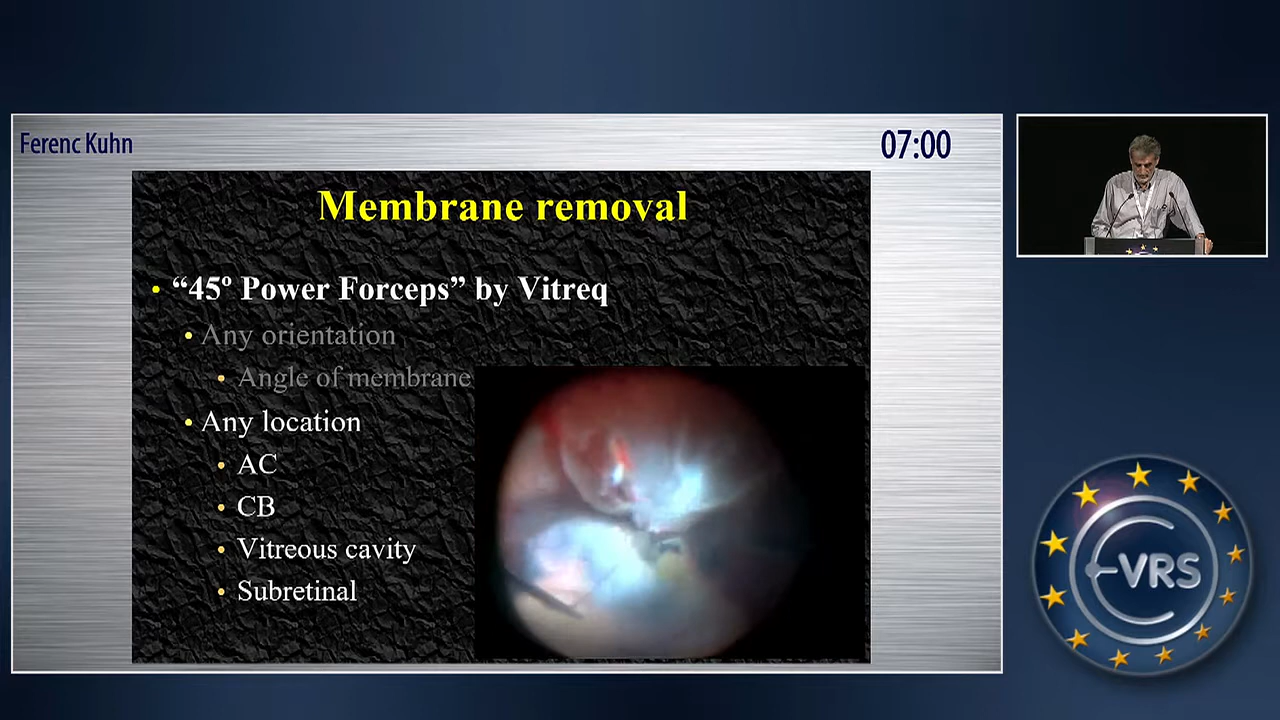 Ferenc Kuhn
07:00
Membrane removal
• “45º Power Forceps” by Vitreq
• Any orientation
• Angle of membrane
• Any location
• AC
• CB
• Vitreous cavity
• Subretinal
EVRS